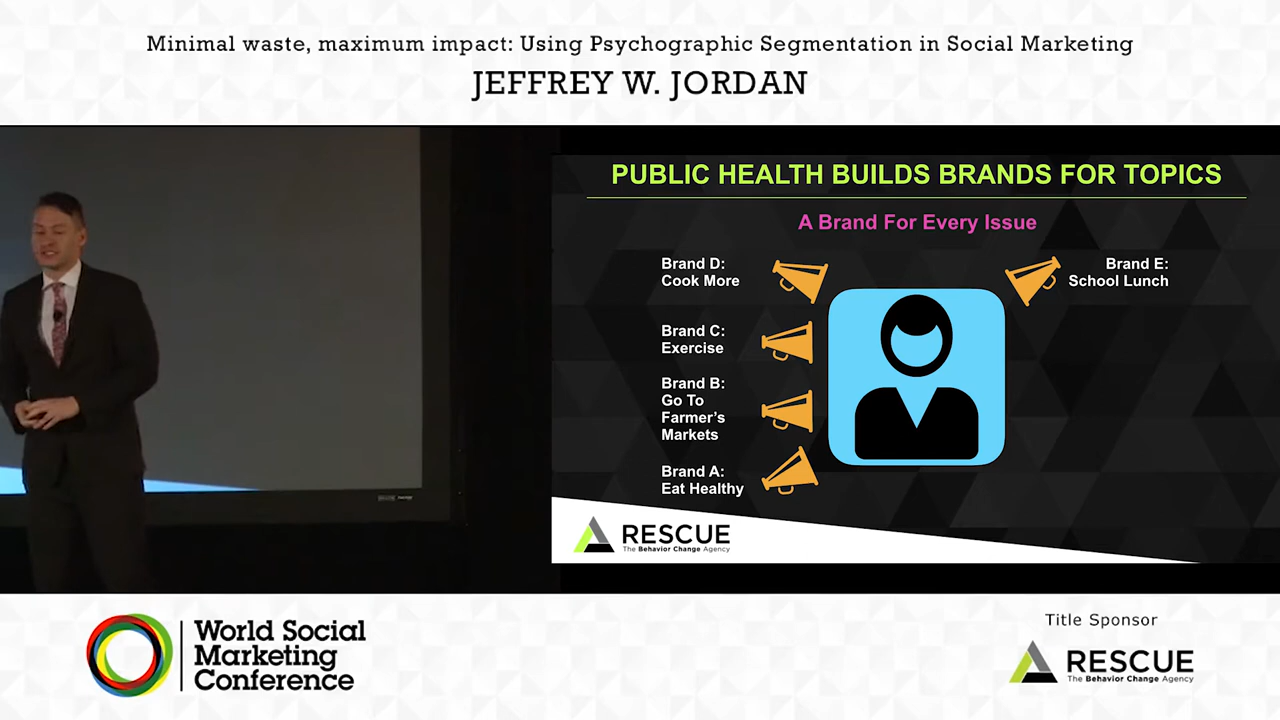 Minimal waste, maximum impact: Using Psychographic Segmentation in Social Marketing
JEFFREY W. JORDAN
PUBLIC HEALTH BUILDS BRANDS FOR TOPICS
A Brand For Every Issue
Brand D:
Cook More
Brand C:
Exercise
Brand B:
Go To
Farmer's
Markets
Brand A:
Eat Healthy
Brand E:
School Lunch
RESCUE
The Behavior Change Agency
World Social
Marketing
Conference
Title Sponsor
RESCUE
The Behavior Change Agency